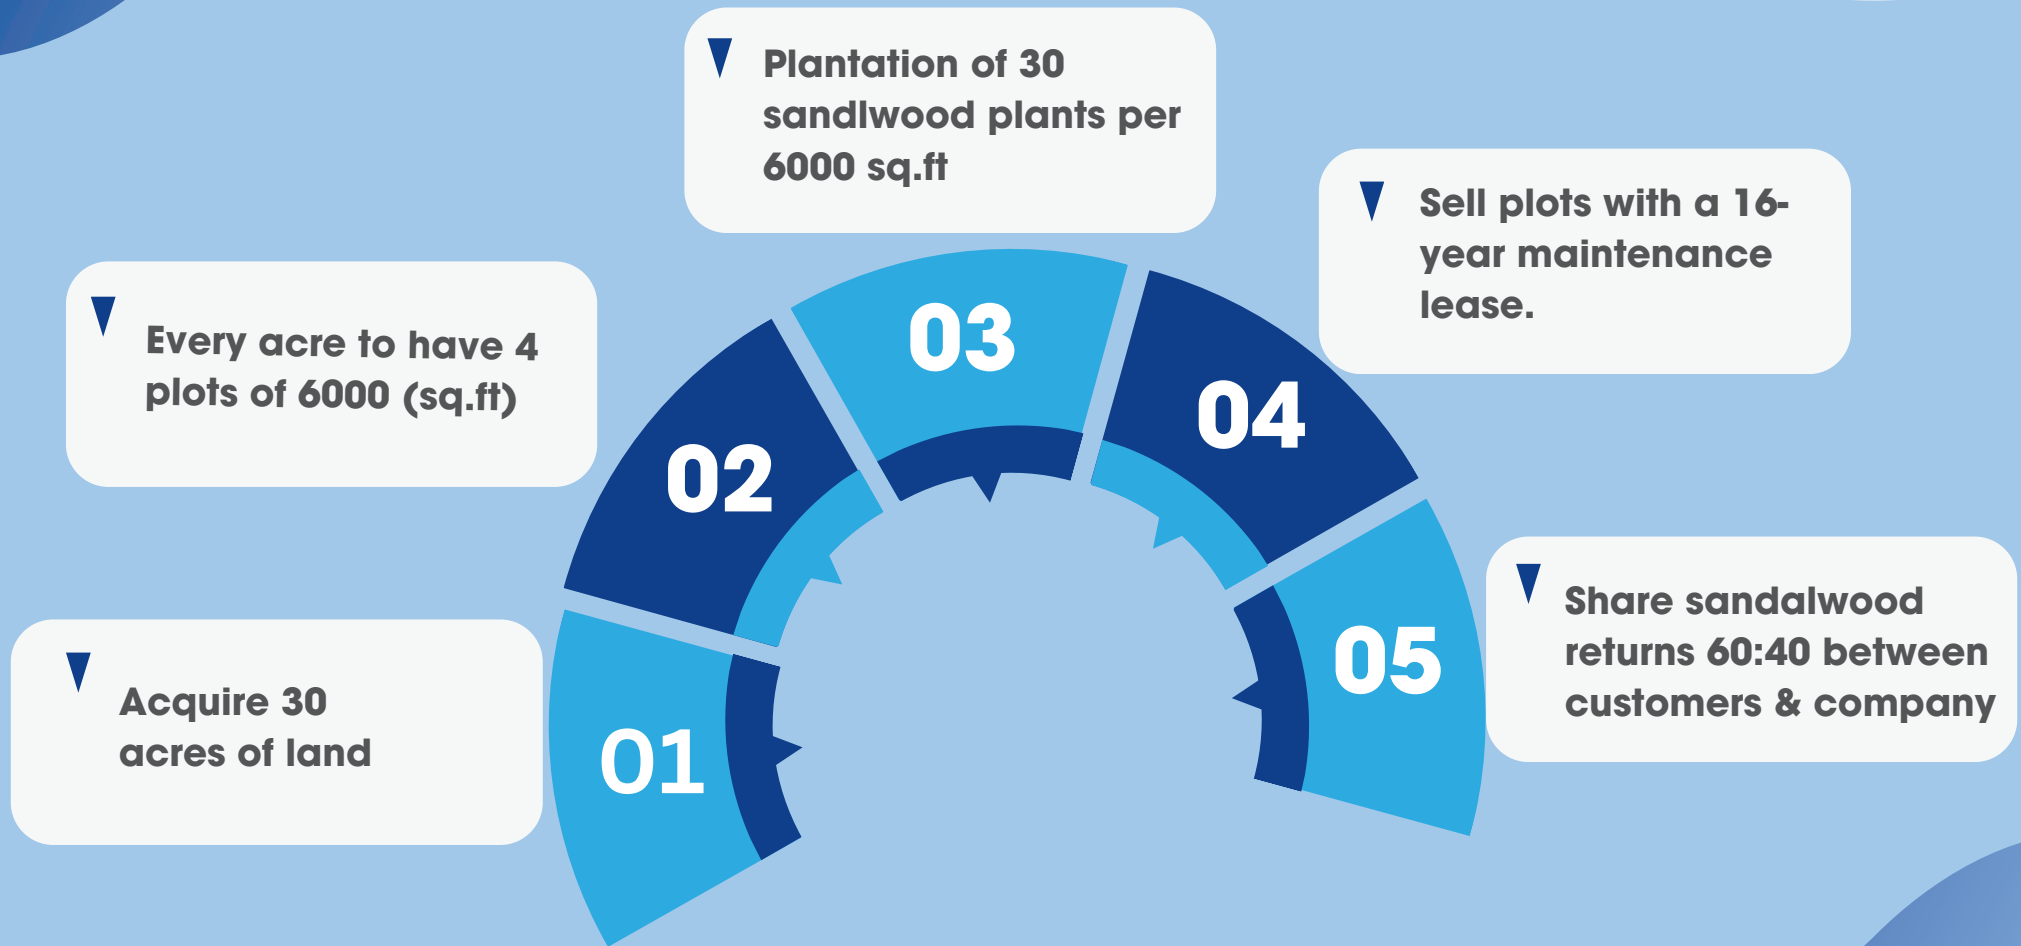 01
Acquire 30
acres of land
02
Every acre to have 4
plots of 6000 (sq.ft)
03
Plantation of 30
sandlwood plants per
6000 sq.ft
04
Sell plots with a 16-
year maintenance
lease.
05
Share sandalwood
returns 60:40 between
customers & company